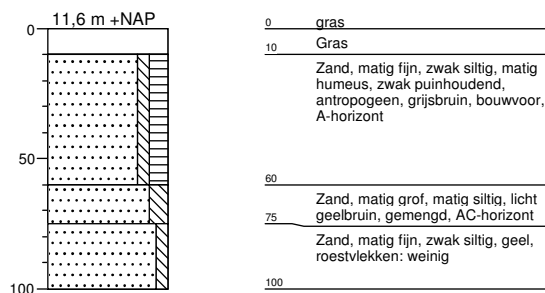 11,6 m +NAP
0
50
100
0 gras
10 Gras
Zand, matig fijn, zwak siltig, matig
humeus, zwak puinhoudend,
antropogeen, grijsbruin, bouwvoor,
A-horizont
60
Zand, matig grof, matig siltig, licht
geelbruin, gemengd, AC-horizont
75
Zand, matig fijn, zwak siltig, geel,
roestvlekken: weinig
100